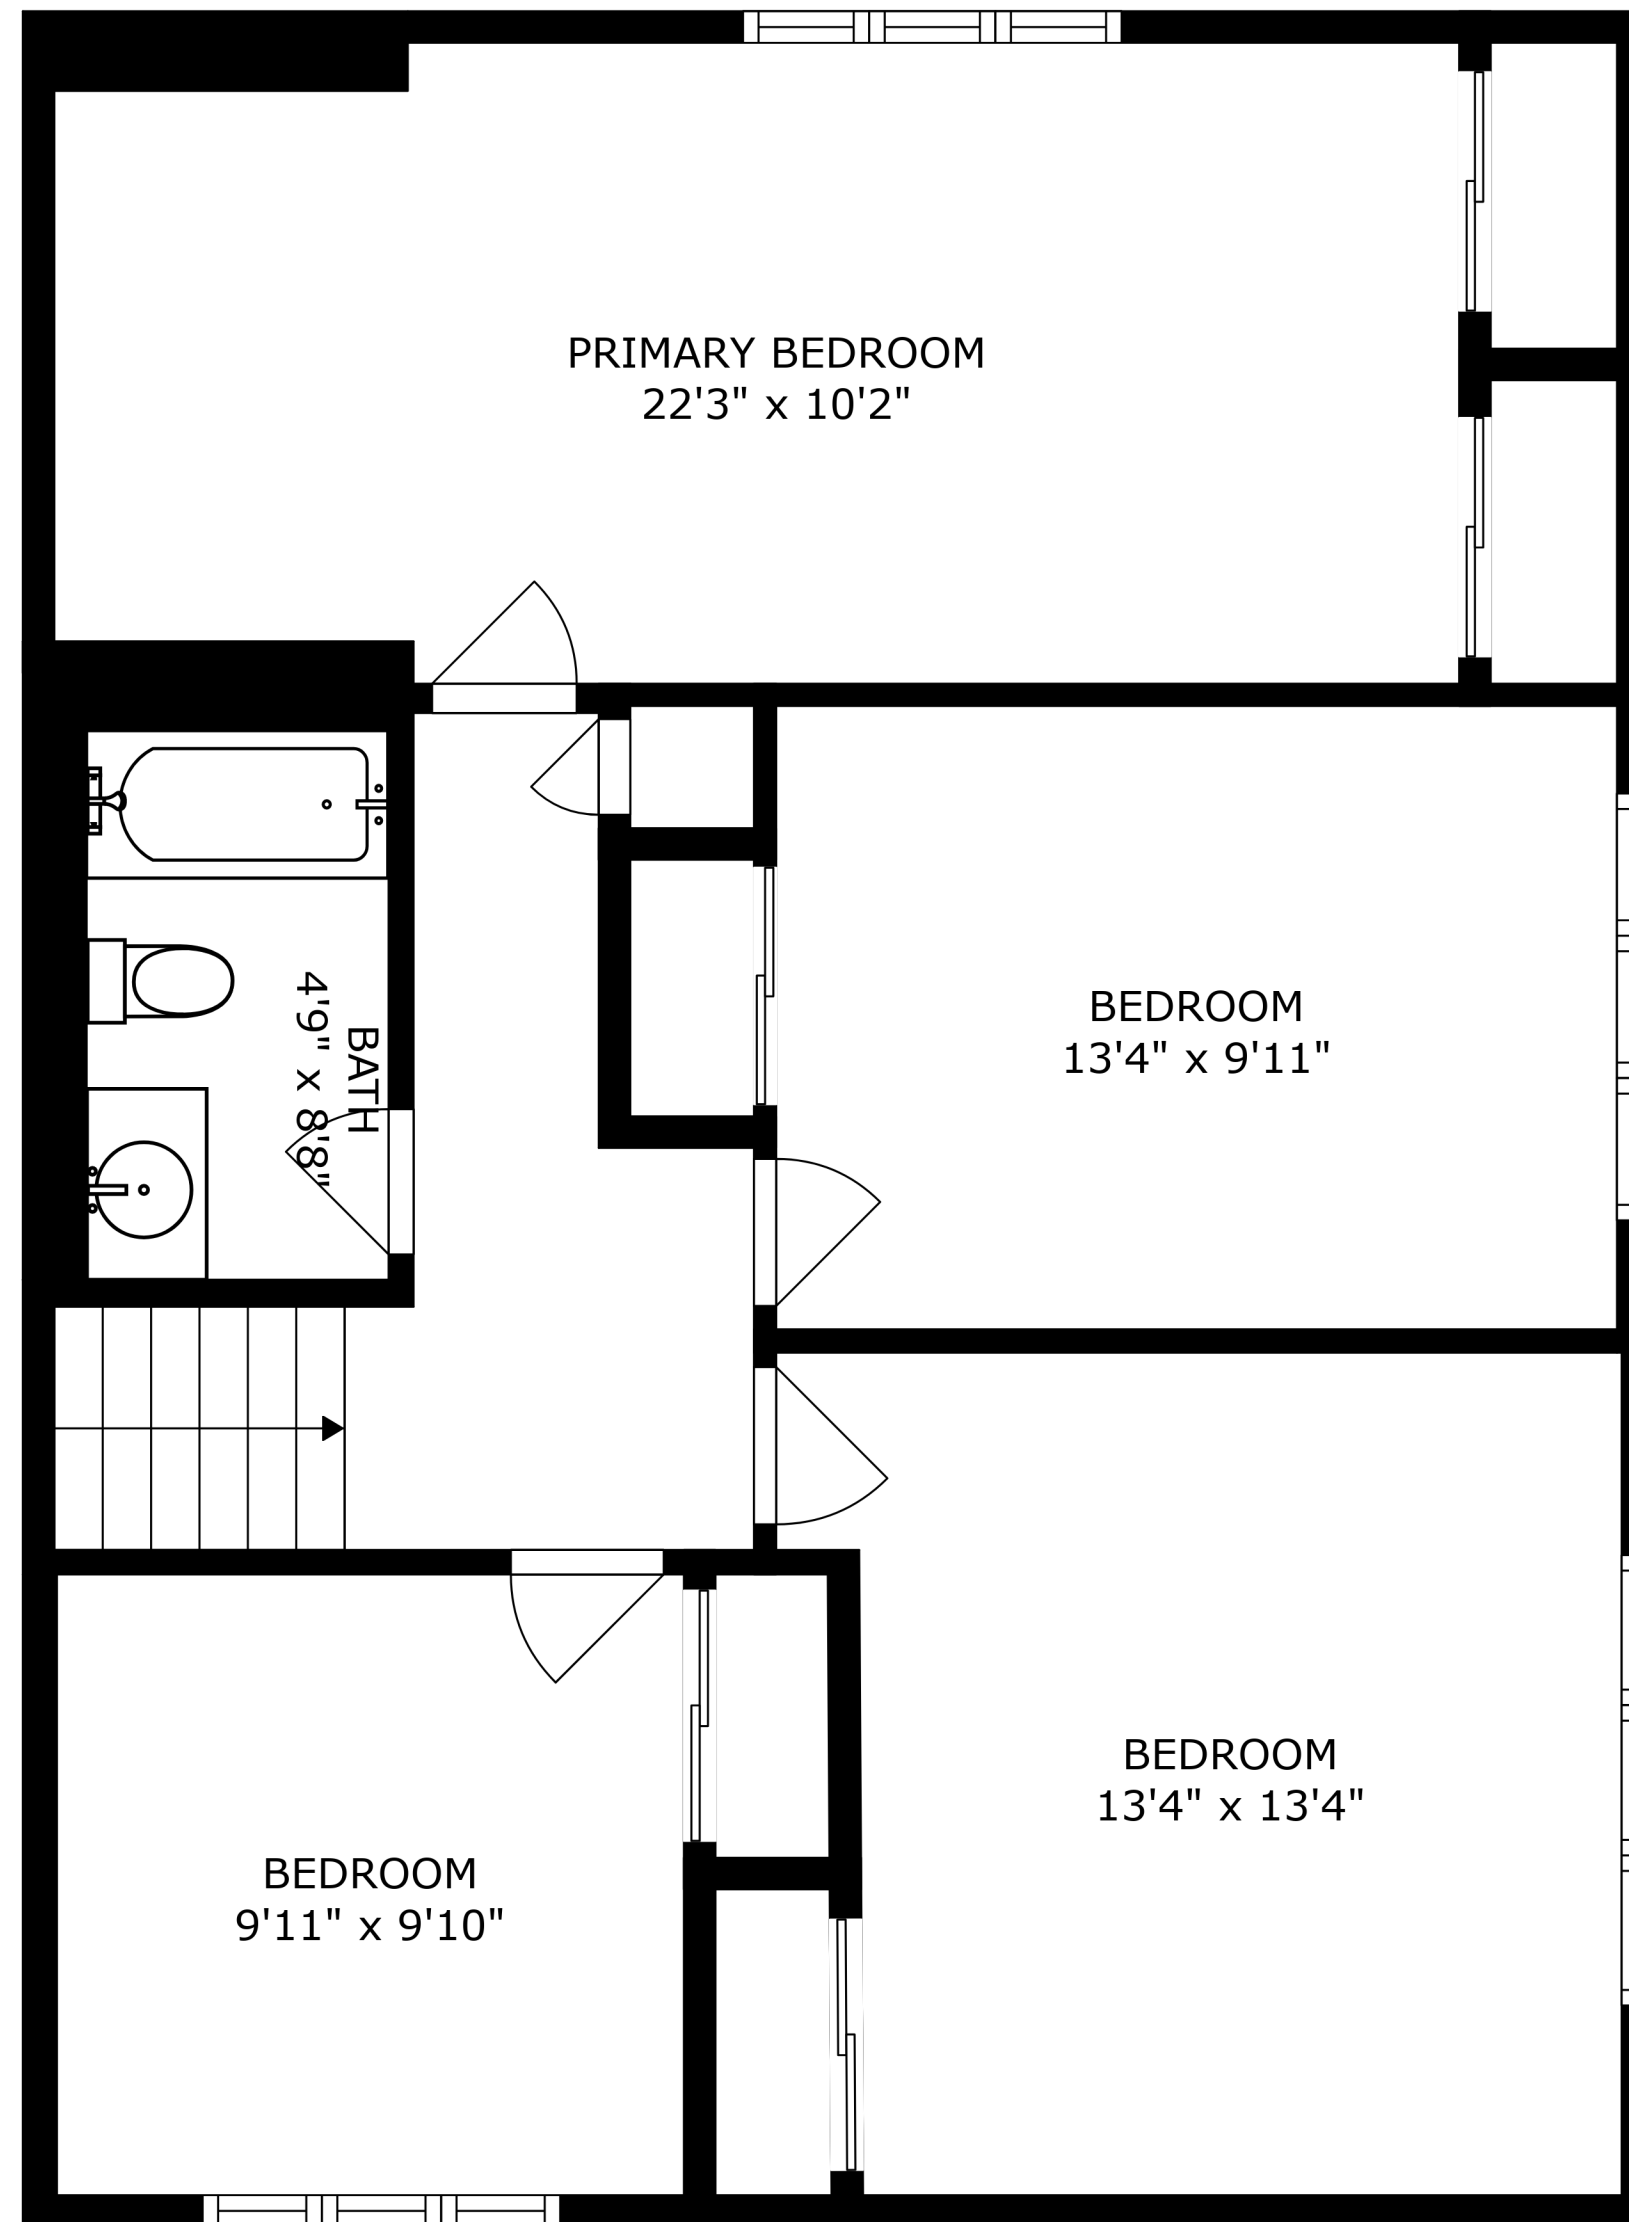 PRIMARY BEDROOM
22'3" x 10'2"
BEDROOM
13'4" x 9'11"
BATH
4'9" x 8'8"
BEDROOM
13'4" x 13'4"
BEDROOM
9'11" x 9'10"